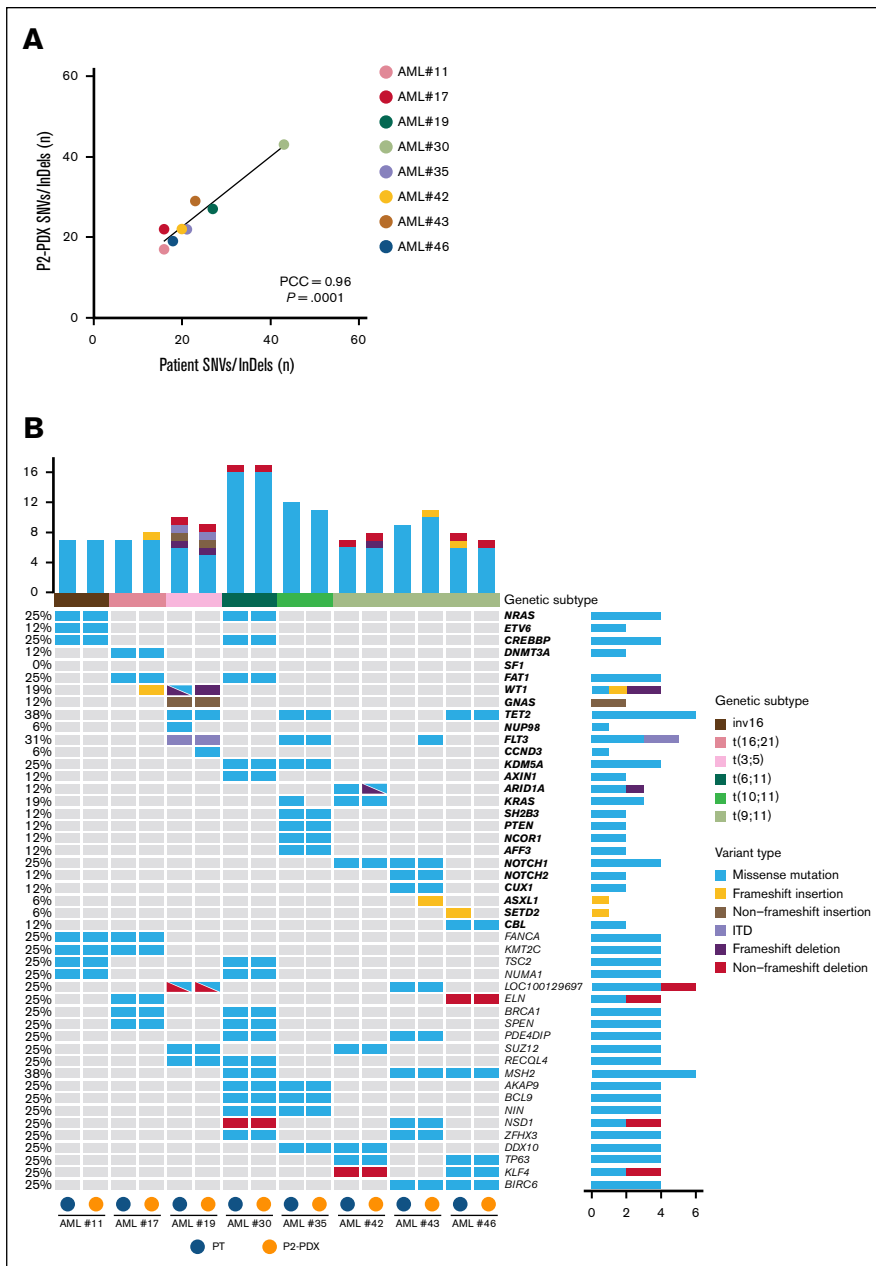 A
60
40
20
0
P2-PDX SNVs/InDels (n)
0 20 40 60
Patient SNVs/InDels (n)
PCC = 0.96
P = .0001
AML#11
AML#17
AML#19
AML#30
AML#35
AML#42
AML#43
AML#46
B
16
12
8
4
0
Genetic subtype
25% NRAS
12% ETV6
25% CREBBP
12% DNMT3A
0% SF1
25% FAT1
19% WT1
12% GNAS
38% TET2
6% NUP98
31% FLT3
6% CCND3
25% KDM5A
12% AXIN1
12% ARID1A
19% KRAS
12% SH2B3
12% PTEN
12% NCOR1
12% AFF3
25% NOTCH1
12% NOTCH2
12% CUX1
6% ASXL1
6% SETD2
12% CBL
25% FANCA
25% KMT2C
25% TSC2
25% NUMA1
25% LOC100129697
25% ELN
25% BRCA1
25% SPEN
25% PDE4DIP
25% SUZ12
25% RECQL4
38% MSH2
25% AKAP9
25% BCL9
25% NIN
25% NSD1
25% ZFHX3
25% DDX10
25% TP63
25% KLF4
25% BIRC6
AML #11 AML #17 AML #19 AML #30 AML #35 AML #42 AML #43 AML #46
PT P2-PDX
0 2 4 6
Genetic subtype
inv16
t(16;21)
t(3;5)
t(6;11)
t(10;11)
t(9;11)
Variant type
Missense mutation
Frameshift insertion
Non–frameshift insertion
ITD
Frameshift deletion
Non–frameshift deletion